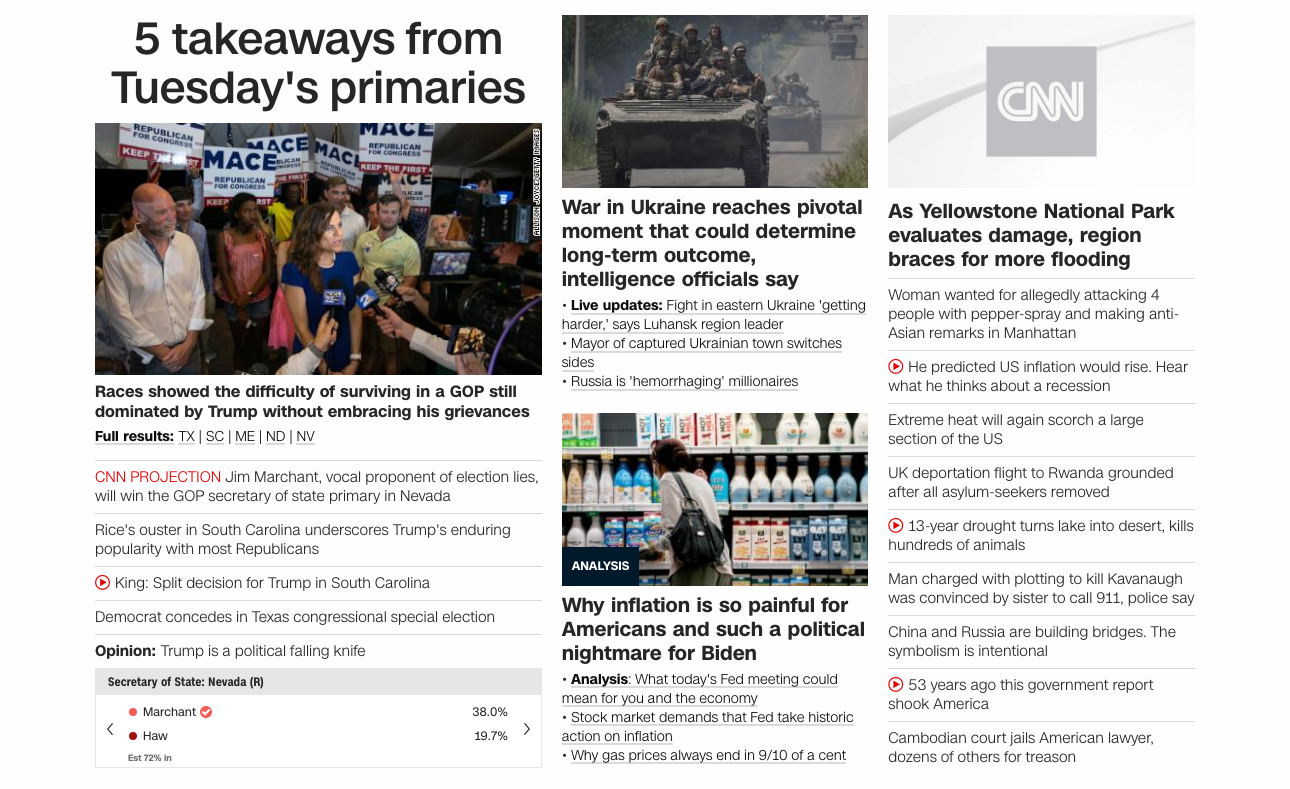 5 takeaways from
Tuesday's primaries
REPUBLICAN
FOR CONGRESS
KEEP THE FIRST
MACE
REPUBLICAN
FOR CONGRESS
MACE
MACE
MACE
REPUBLICAN
FOR CONGRESS
KEEP THE FIRST
ALLISON JOYCE/GETTY IMAGES
Races showed the difficulty of surviving in a GOP still
dominated by Trump without embracing his grievances
Full results: TX | SC | ME | ND | NV
CNN PROJECTION Jim Marchant, vocal proponent of election lies,
will win the GOP secretary of state primary in Nevada
Rice's ouster in South Carolina underscores Trump's enduring
popularity with most Republicans
King: Split decision for Trump in South Carolina
Democrat concedes in Texas congressional special election
Opinion: Trump is a political falling knife
Secretary of State: Nevada (R)
Marchant 38.0%
Haw 19.7%
Est 72% in
War in Ukraine reaches pivotal
moment that could determine
long-term outcome,
intelligence officials say
• Live updates: Fight in eastern Ukraine 'getting
harder,' says Luhansk region leader
• Mayor of captured Ukrainian town switches
sides
• Russia is 'hemorrhaging' millionaires
NOT
MILK
NOT
MILK
ANALYSIS
Why inflation is so painful for
Americans and such a political
nightmare for Biden
• Analysis: What today's Fed meeting could
mean for you and the economy
• Stock market demands that Fed take historic
action on inflation
• Why gas prices always end in 9/10 of a cent
CNN
As Yellowstone National Park
evaluates damage, region
braces for more flooding
Woman wanted for allegedly attacking 4
people with pepper-spray and making anti-
Asian remarks in Manhattan
He predicted US inflation would rise. Hear
what he thinks about a recession
Extreme heat will again scorch a large
section of the US
UK deportation flight to Rwanda grounded
after all asylum-seekers removed
13-year drought turns lake into desert, kills
hundreds of animals
Man charged with plotting to kill Kavanaugh
was convinced by sister to call 911, police say
China and Russia are building bridges. The
symbolism is intentional
53 years ago this government report
shook America
Cambodian court jails American lawyer,
dozens of others for treason